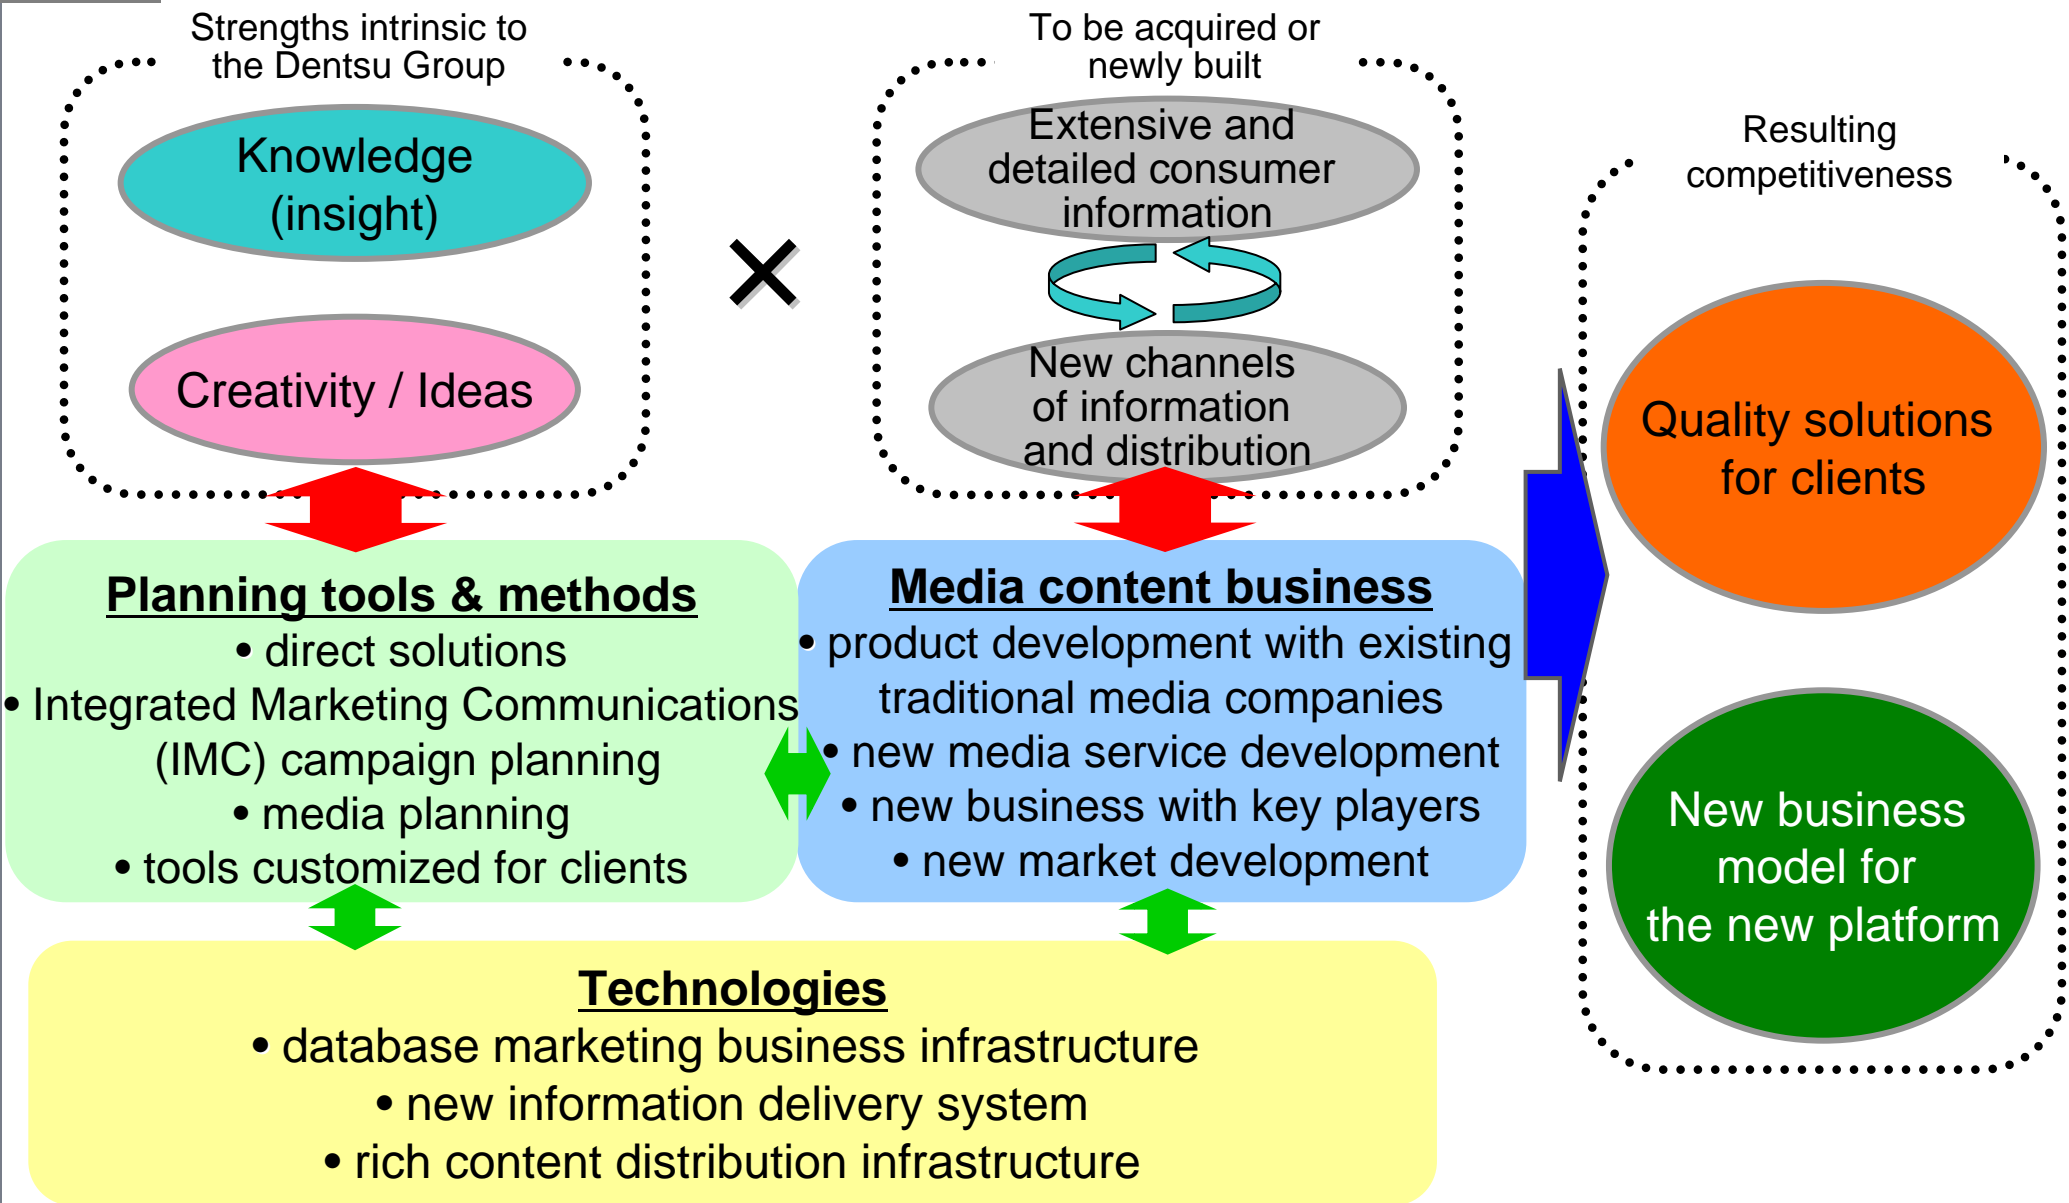 Strengths intrinsic to
the Dentsu Group
Knowledge
(insight)
Creativity / Ideas
×
To be acquired or
newly built
Extensive and
detailed consumer
information
New channels
of information
and distribution
Resulting
competitiveness
Quality solutions
for clients
New business
model for
the new platform
Planning tools & methods
• direct solutions
• Integrated Marketing Communications
(IMC) campaign planning
• media planning
• tools customized for clients
Media content business
• product development with existing
traditional media companies
• new media service development
• new business with key players
• new market development
Technologies
• database marketing business infrastructure
• new information delivery system
• rich content distribution infrastructure